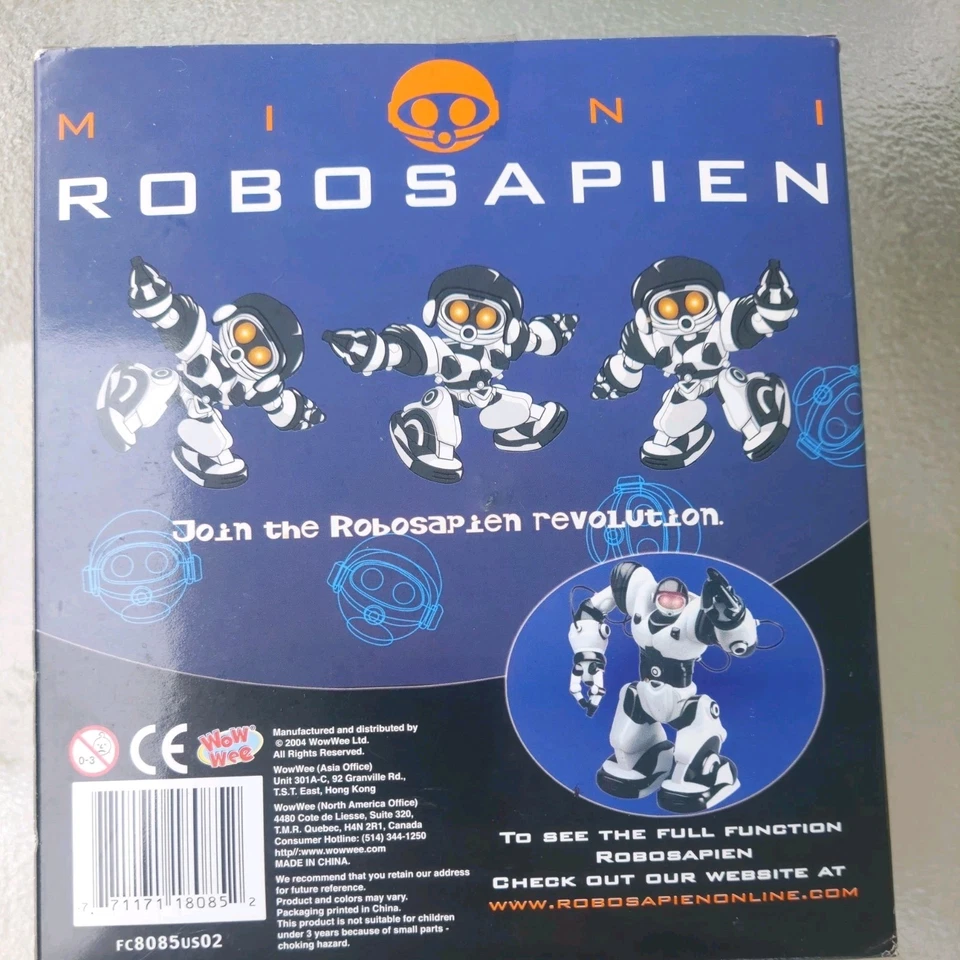 MINI
ROBOSAPIEN
Join the Robosapien revolution.
0-3
CE
WOW
Wee
Manufactured and distributed by
© 2004 WowWee Ltd.
All Rights Reserved.
WowWee (Asia Office)
Unit 301A-C, 92 Granville Rd.,
T.S.T. East, Hong Kong
WowWee (North America Office)
4480 Cote de Liesse, Suite 320,
T.M.R. Quebec, H4N 2R1, Canada
Consumer Hotline: (514) 344-1250
http//:www.wowwee.com
MADE IN CHINA.
We recommend that you retain our address
for future reference.
Product and colors may vary.
Packaging printed in China.
This product is not suitable for children
under 3 years because of small parts -
choking hazard.
7 71171 18085 2
FC8085US02
TO SEE THE FULL FUNCTION
ROBOSAPIEN
CHECK OUT OUR WEBSITE AT
WWW.ROBOSAPIENONLINE.COM